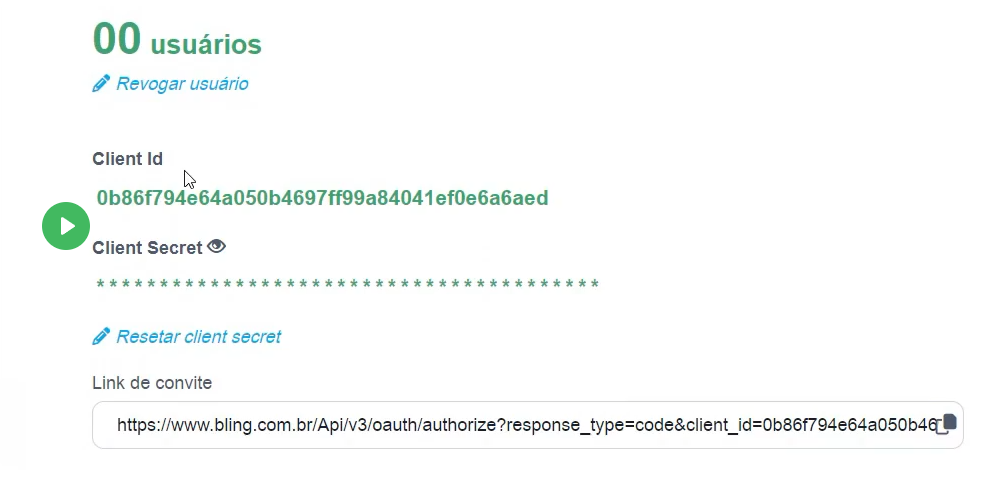 00 usuários
Revogar usuário
Client Id
0b86f794e64a050b4697ff99a84041ef0e6a6aed
Client Secret
* * * * * * * * * * * * * * * * * * * * * * * * * * * * * * * * * * * * * * * *
Resetar client secret
Link de convite
https://www.bling.com.br/Api/v3/oauth/authorize?response_type=code&client_id=0b86f794e64a050b46